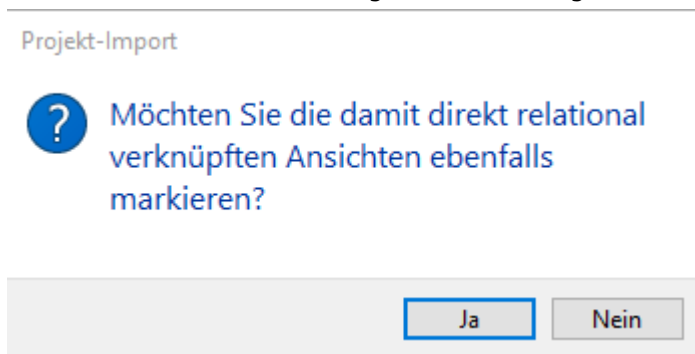 Projekt-Import
?
Möchten Sie die damit direkt relational
verknüpften Ansichten ebenfalls
markieren?
Ja
Nein